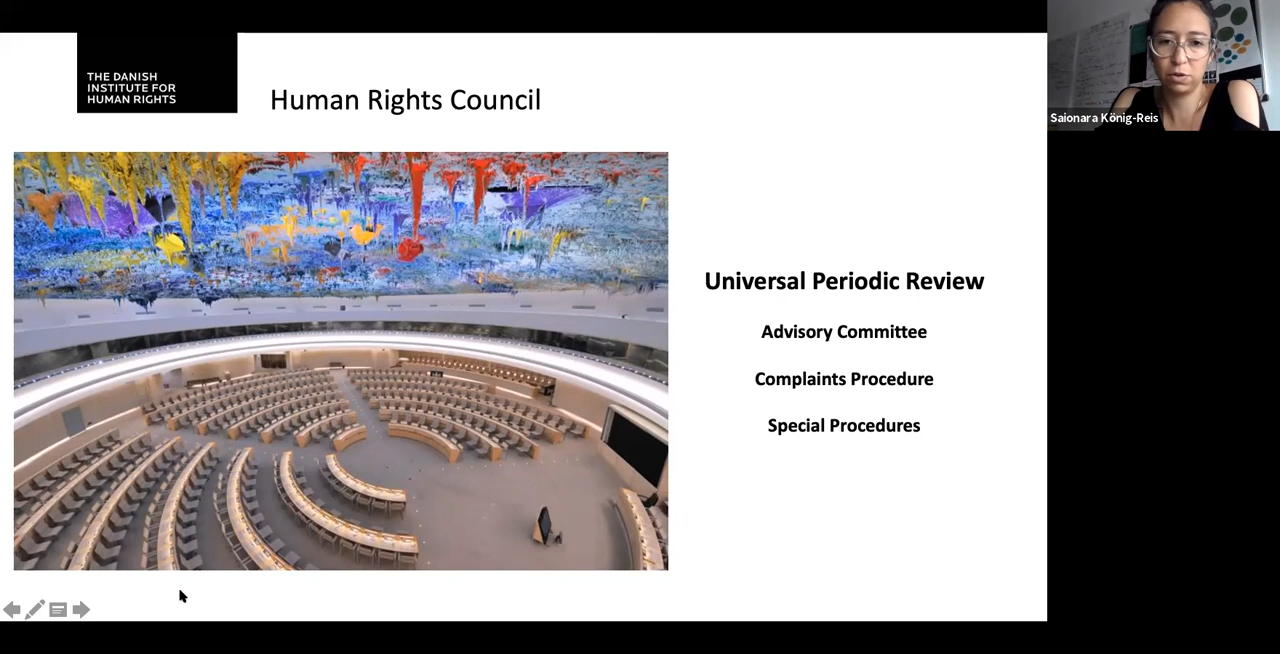 THE DANISH
INSTITUTE FOR
HUMAN RIGHTS
Human Rights Council
Universal Periodic Review
Advisory Committee
Complaints Procedure
Special Procedures
Saionara König-Reis